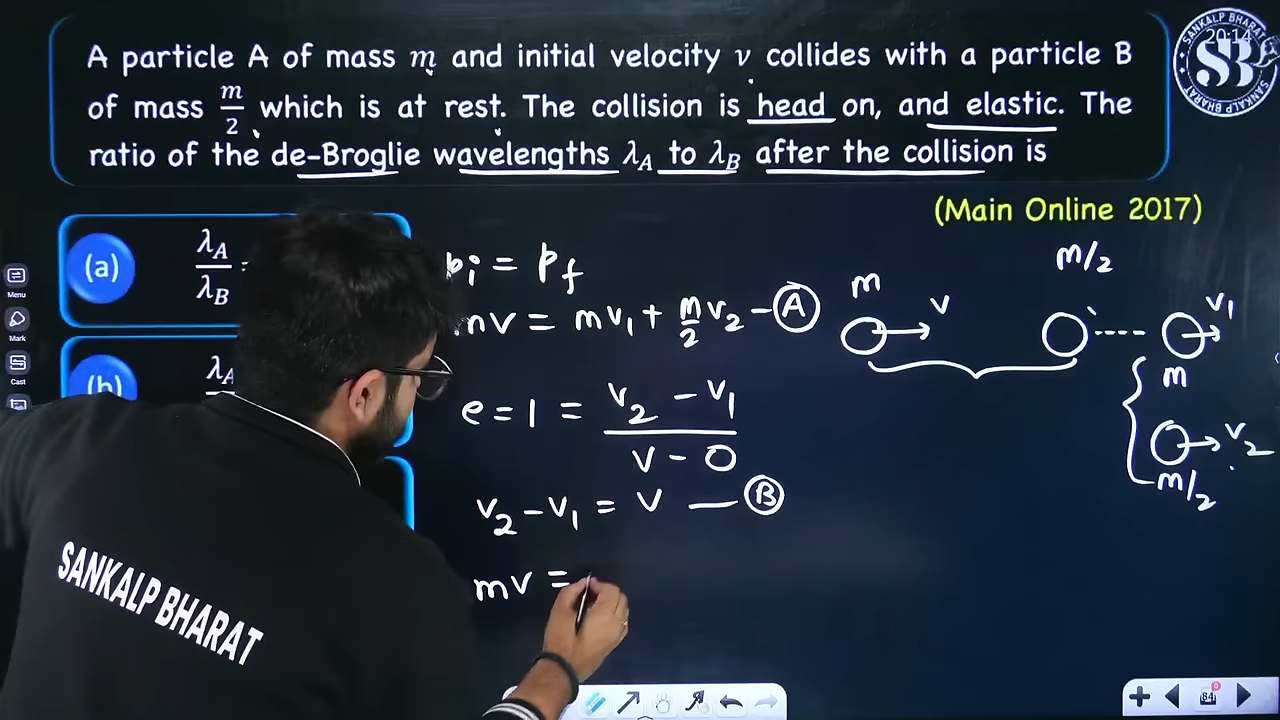 A particle A of mass m and initial velocity v collides with a particle B
of mass m/2 which is at rest. The collision is head on, and elastic. The
ratio of the de-Broglie wavelengths λA to λB after the collision is
SANKALP BHARAT
20:14
SB
SANKALP BHARAT
(Main Online 2017)
(a) λA/λB =
(b) λA
Pi = Pf
mv = mv1 + m/2 v2 - A
e = 1 = v2 - v1 / v - 0
v2 - v1 = v — B
mv =
m
v
m/2
v1
m
v2
m/2
Menu
Mark
Cast
SANKALP BHARAT
84
0